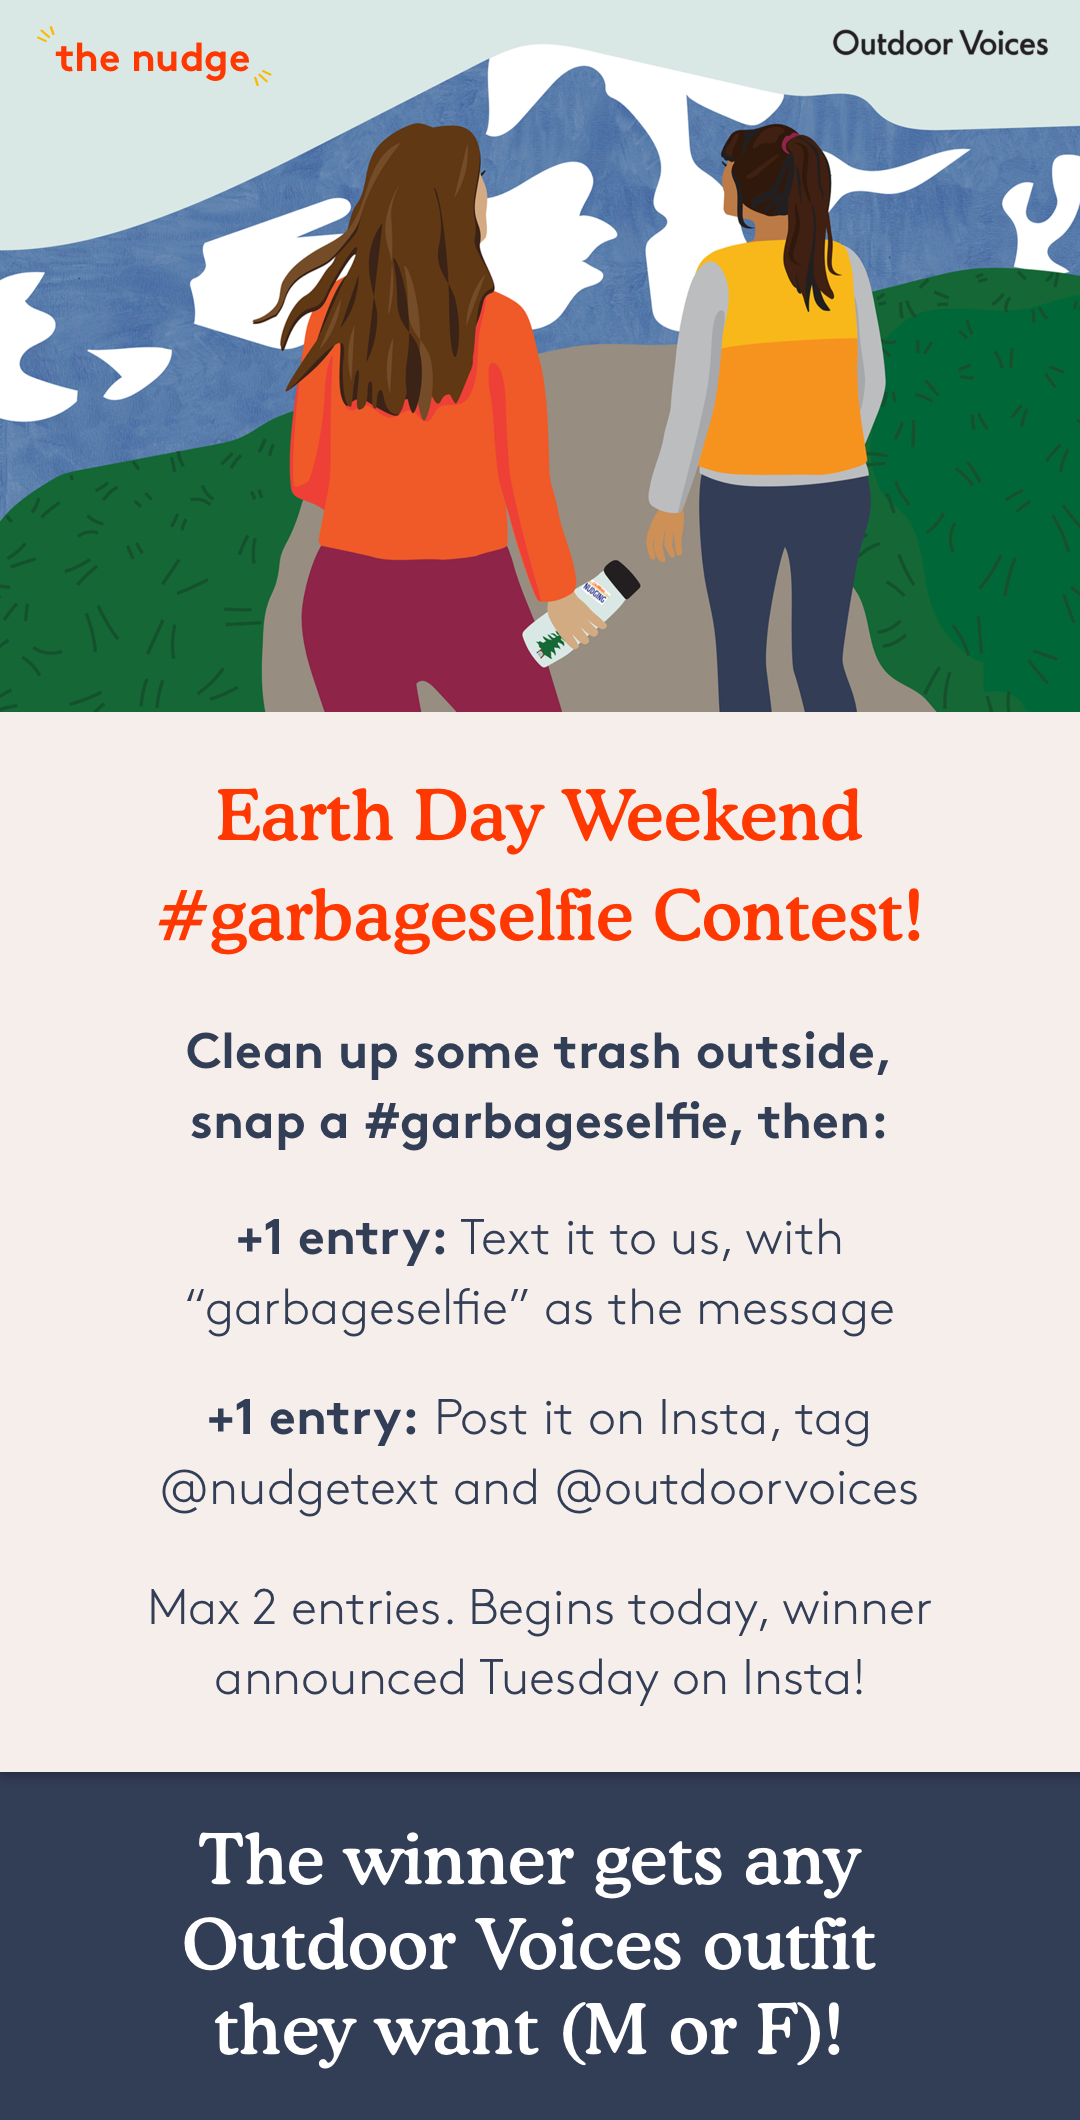 the nudge
Outdoor Voices
NUDGING
Earth Day Weekend
#garbageselfie Contest!
Clean up some trash outside,
snap a #garbageselfie, then:
+1 entry: Text it to us, with
“garbageselfie” as the message
+1 entry: Post it on Insta, tag
@nudgetext and @outdoorvoices
Max 2 entries. Begins today, winner
announced Tuesday on Insta!
The winner gets any
Outdoor Voices outfit
they want (M or F)!